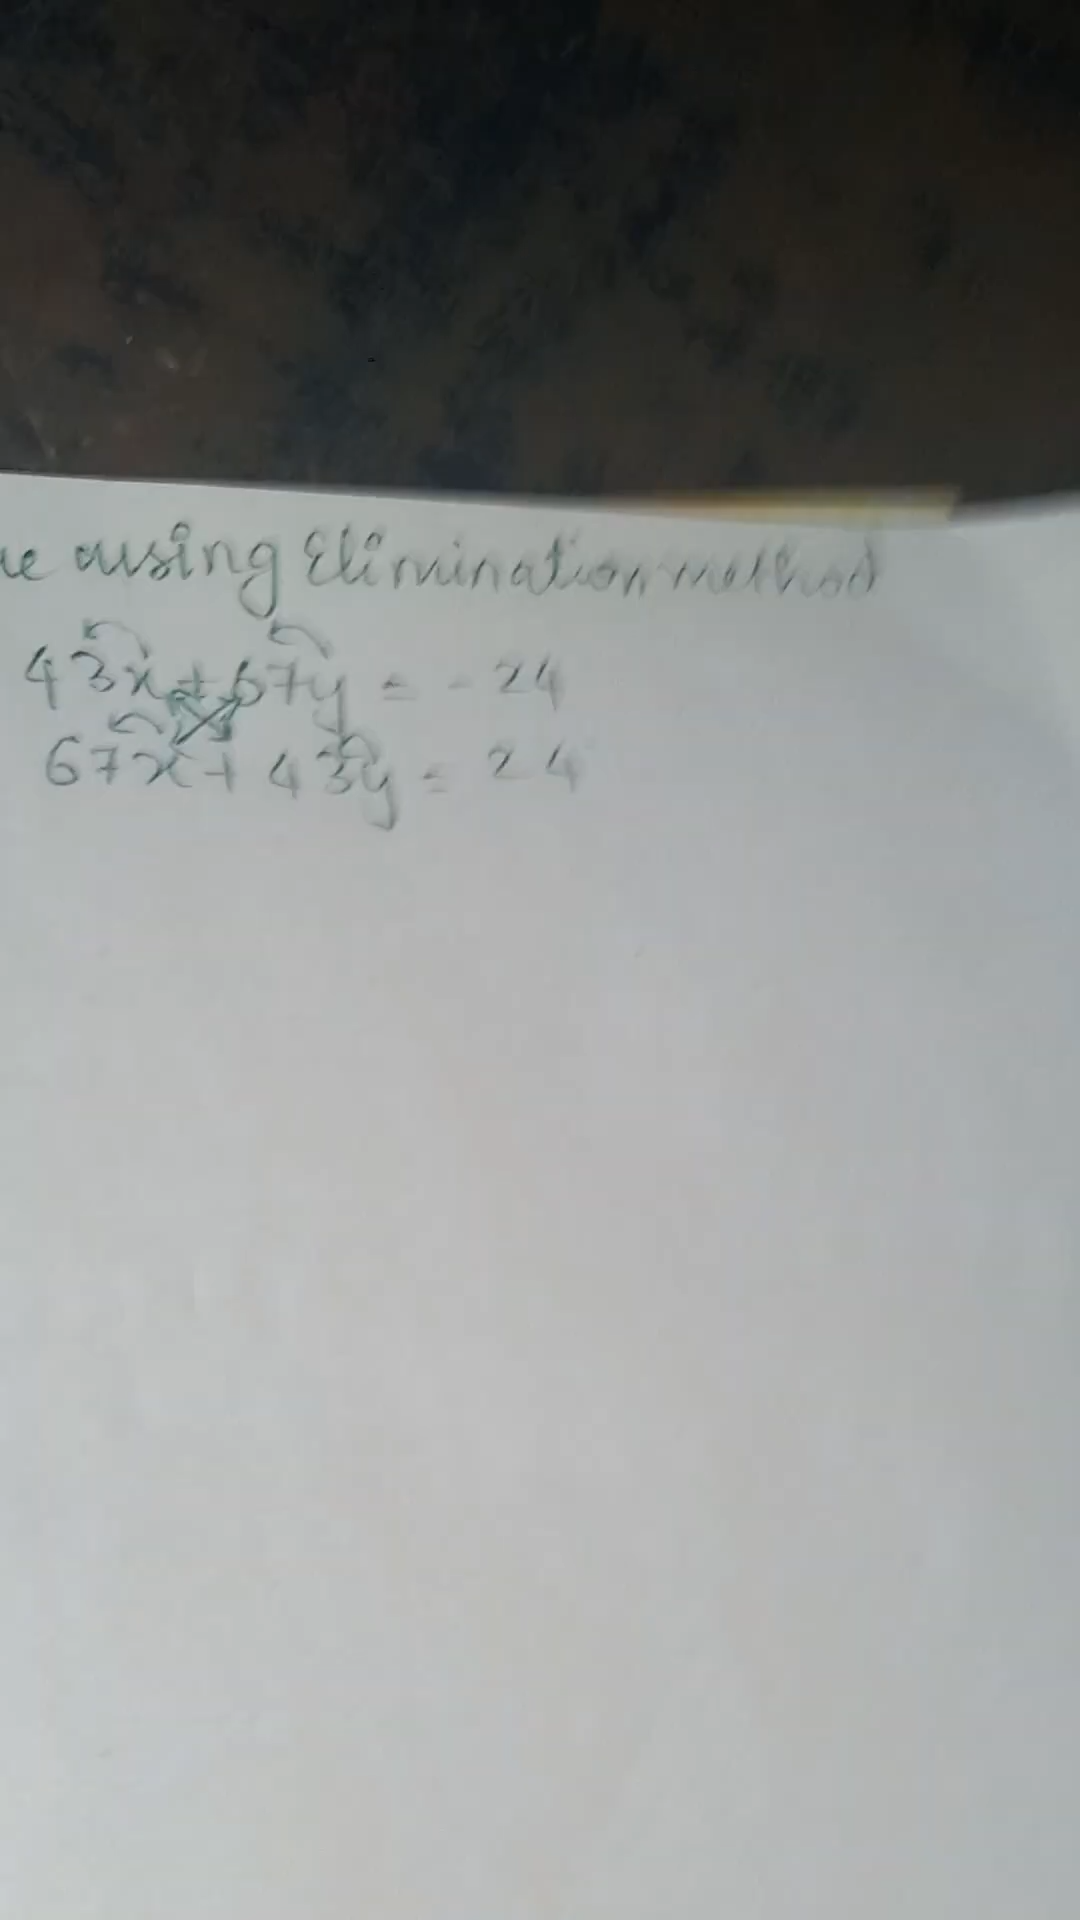 using Elimination method
43x + 67y = - 24
67x + 43y = 24